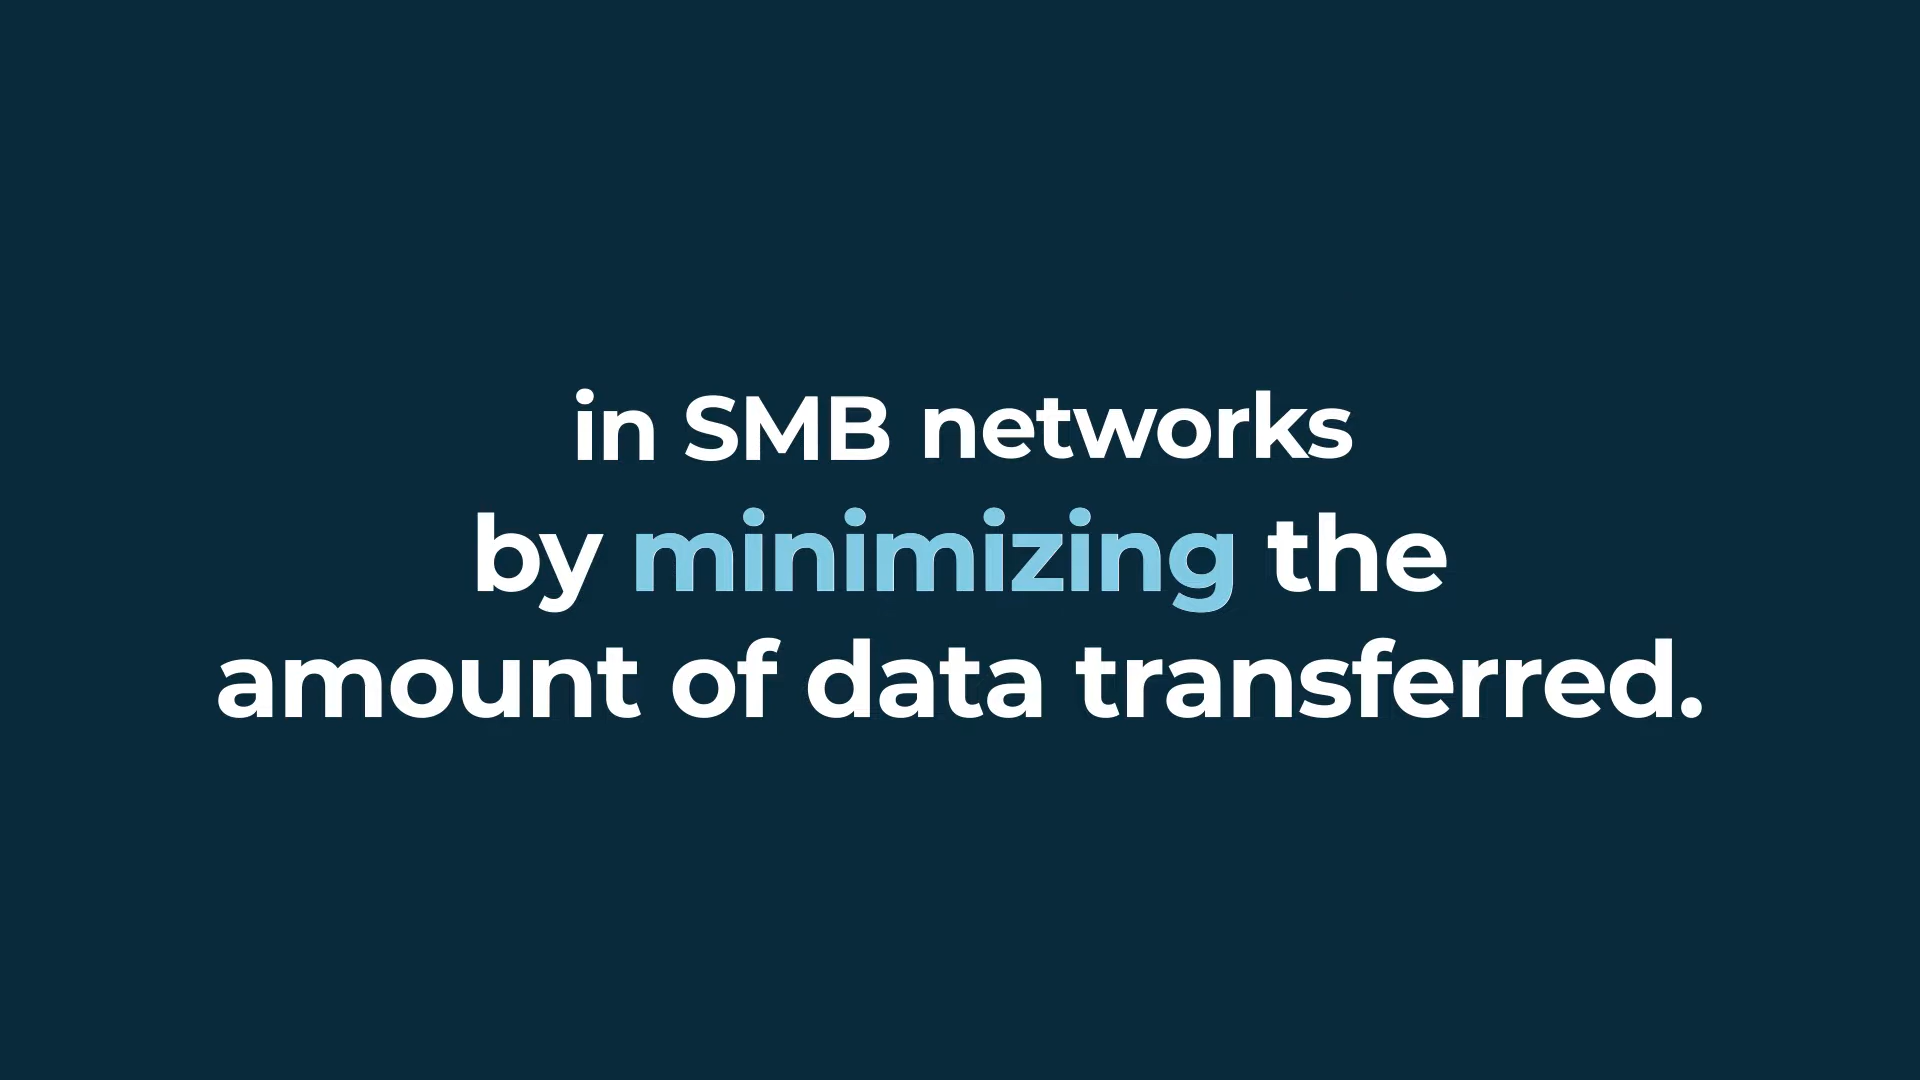 in SMB networks
by minimizing the
amount of data transferred.